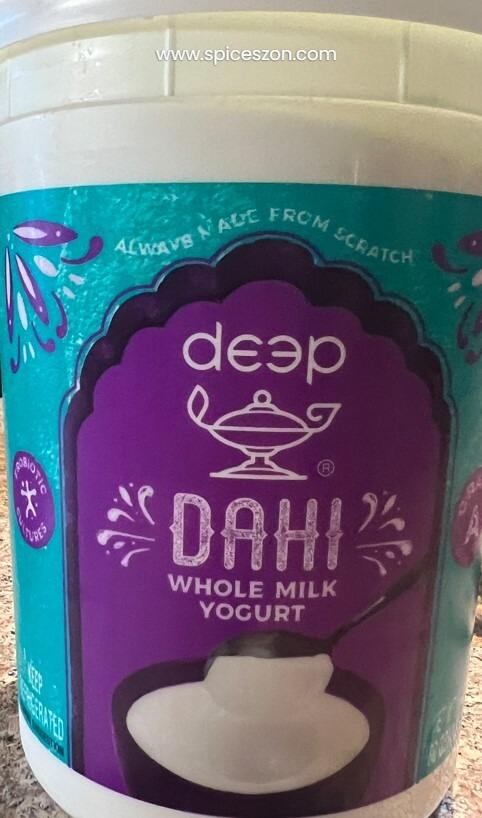 www.spiceszon.com
ALWAYS MADE FROM SCRATCH
deep
®
PROBIOTIC
CULTURES
DAHI
WHOLE MILK
YOGURT
KEEP
REFRIGERATED